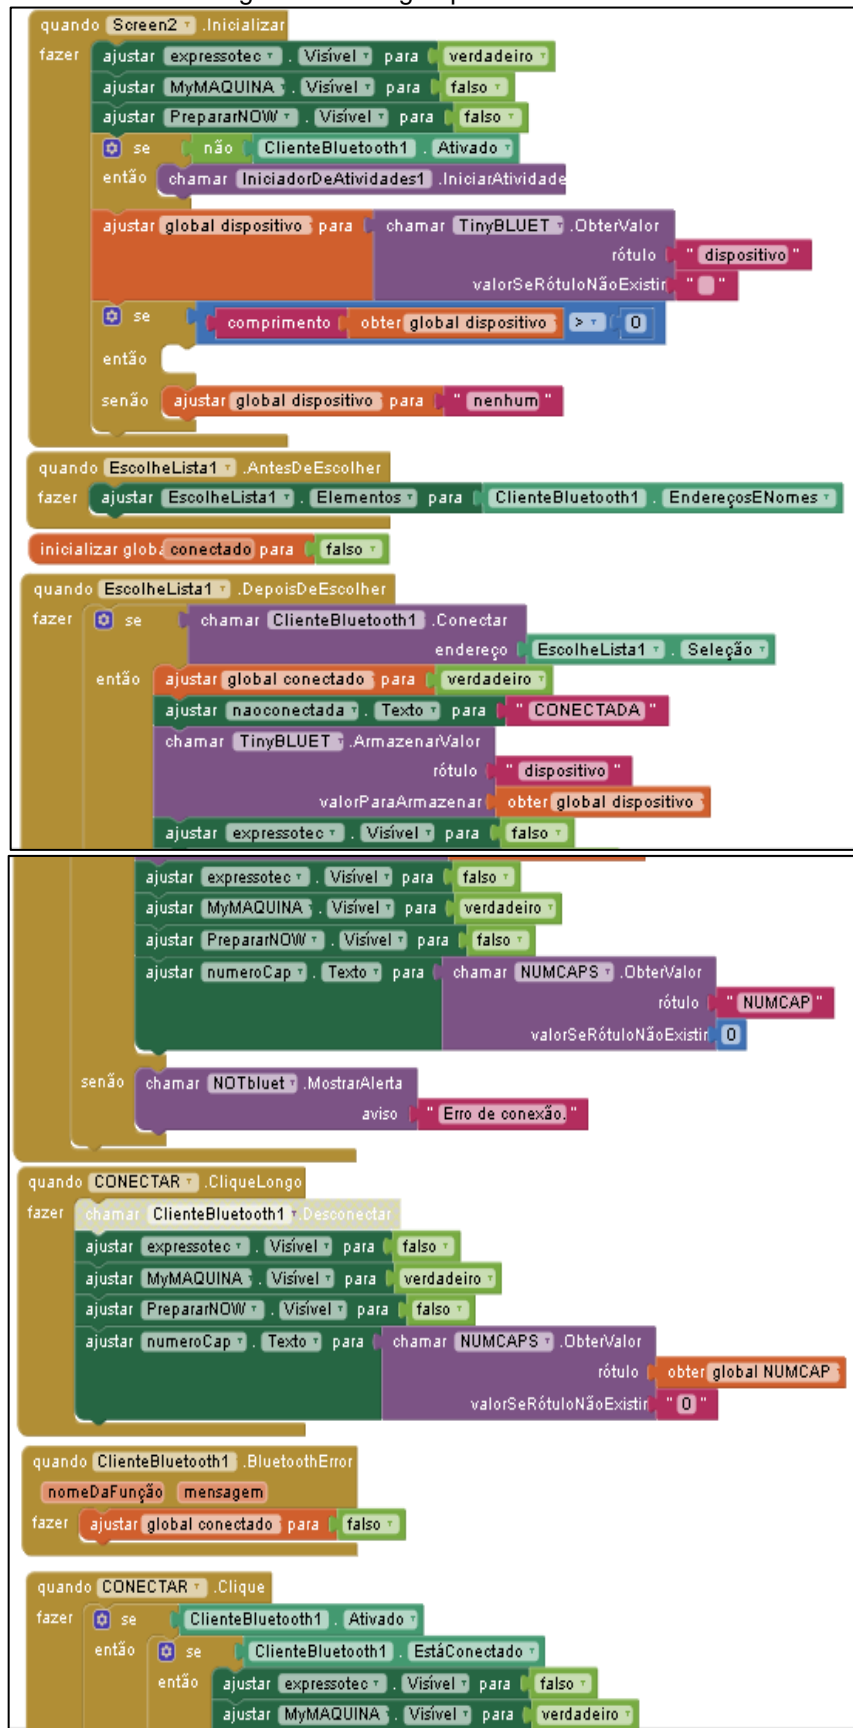 quando Screen2 .Inicializar
fazer ajustar expressotec . Visível para verdadeiro
ajustar MyMAQUINA . Visível para falso
ajustar PrepararNOW . Visível para falso
se não ClienteBluetooth1 . Ativado
então chamar IniciadorDeAtividades1 .IniciarAtividade
ajustar global dispositivo para chamar TinyBLUET .ObterValor
rótulo " dispositivo "
valorSeRótuloNãoExistir " "
se comprimento obter global dispositivo > 0
então
senão ajustar global dispositivo para " nenhum "
quando EscolheLista1 .AntesDeEscolher
fazer ajustar EscolheLista1 . Elementos para ClienteBluetooth1 . EndereçosENomes
inicializar global conectado para falso
quando EscolheLista1 .DepoisDeEscolher
fazer se chamar ClienteBluetooth1 .Conectar
endereço EscolheLista1 . Seleção
então ajustar global conectado para verdadeiro
ajustar naoconectada . Texto para " CONECTADA "
chamar TinyBLUET .ArmazenarValor
rótulo " dispositivo "
valorParaArmazenar obter global dispositivo
ajustar expressotec . Visível para falso
ajustar expressotec . Visível para falso
ajustar MyMAQUINA . Visível para verdadeiro
ajustar PrepararNOW . Visível para falso
ajustar numeroCap . Texto para chamar NUMCAPS .ObterValor
rótulo " NUMCAP "
valorSeRótuloNãoExistir 0
senão chamar NOTbluet .MostrarAlerta
aviso " Erro de conexão. "
quando CONECTAR .CliqueLongo
fazer chamar ClienteBluetooth1 .Desconectar
ajustar expressotec . Visível para falso
ajustar MyMAQUINA . Visível para verdadeiro
ajustar PrepararNOW . Visível para falso
ajustar numeroCap . Texto para chamar NUMCAPS .ObterValor
rótulo obter global NUMCAP
valorSeRótuloNãoExistir " 0 "
quando ClienteBluetooth1 .BluetoothError
nomeDaFunção mensagem
fazer ajustar global conectado para falso
quando CONECTAR .Clique
fazer se ClienteBluetooth1 . Ativado
então se ClienteBluetooth1 . EstáConectado
então ajustar expressotec . Visível para falso
ajustar MyMAQUINA . Visível para verdadeiro